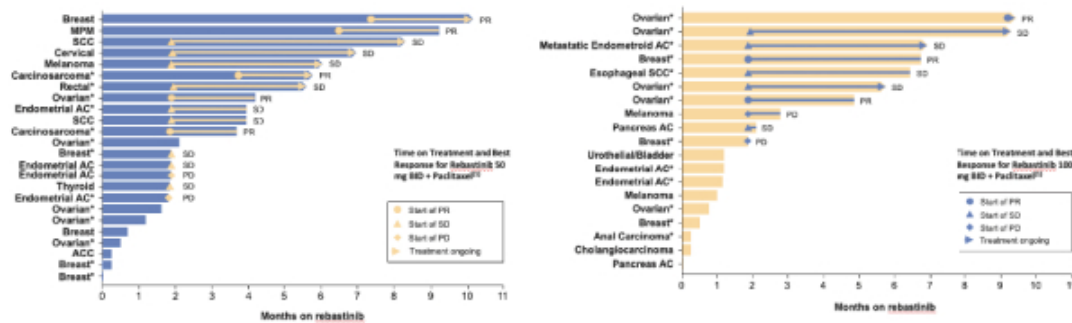 Breast
PR
MPM
PR
SCC
SD
Cervical
SD
Melanoma
SD
Carcinosarcoma*
PR
Rectal*
SD
Ovarian*
PR
Endometrial AC*
SD
SCC
SD
Carcinosarcoma*
PR
Ovarian*
Breast*
SD
Endometrial AC
SD
Endometrial AC
PD
Thyroid
SD
Endometrial AC*
PD
Ovarian*
Ovarian*
Breast
Ovarian*
ACC
Breast*
Breast*
Time on Treatment and Best
Response for Rebastinib 50
mg BID + Paclitaxel
Start of PR
Start of SD
Start of PD
Treatment ongoing
0 1 2 3 4 5 6 7 8 9 10 11
Months on rebastinib
Ovarian*
PR
Ovarian*
SD
Metastatic Endometroid AC*
SD
Breast*
PR
Esophageal SCC*
SD
Ovarian*
SD
Ovarian*
PR
Melanoma
PD
Pancreas AC
SD
Breast*
PD
Urothelial/Bladder
Endometrial AC*
Endometrial AC*
Melanoma
Ovarian*
Breast*
Anal Carcinoma*
Cholangiocarcinoma
Pancreas AC
Time on Treatment and Best
Response for Rebastinib 100
mg BID + Paclitaxel
Start of PR
Start of SD
Start of PD
Treatment ongoing
0 1 2 3 4 5 6 7 8 9 10 11
Months on rebastinib